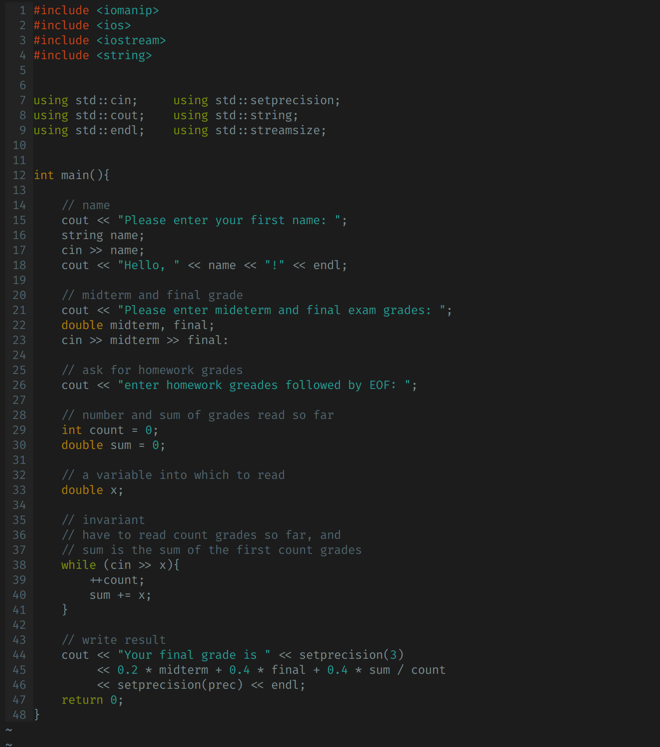 1 #include <iomanip>
2 #include <ios>
3 #include <iostream>
4 #include <string>
5
6
7 using std::cin;     using std::setprecision;
8 using std::cout;    using std::string;
9 using std::endl;    using std::streamsize;
10
11
12 int main(){
13
14     // name
15     cout << "Please enter your first name: ";
16     string name;
17     cin >> name;
18     cout << "Hello, " << name << "!" << endl;
19
20     // midterm and final grade
21     cout << "Please enter mideterm and final exam grades: ";
22     double midterm, final;
23     cin >> midterm >> final:
24
25     // ask for homework grades
26     cout << "enter homework greades followed by EOF: ";
27
28     // number and sum of grades read so far
29     int count = 0;
30     double sum = 0;
31
32     // a variable into which to read
33     double x;
34
35     // invariant
36     // have to read count grades so far, and
37     // sum is the sum of the first count grades
38     while (cin >> x){
39         ++count;
40         sum += x;
41     }
42
43     // write result
44     cout << "Your final grade is " << setprecision(3)
45          << 0.2 * midterm + 0.4 * final + 0.4 * sum / count
46          << setprecision(prec) << endl;
47     return 0;
48 }
~
~